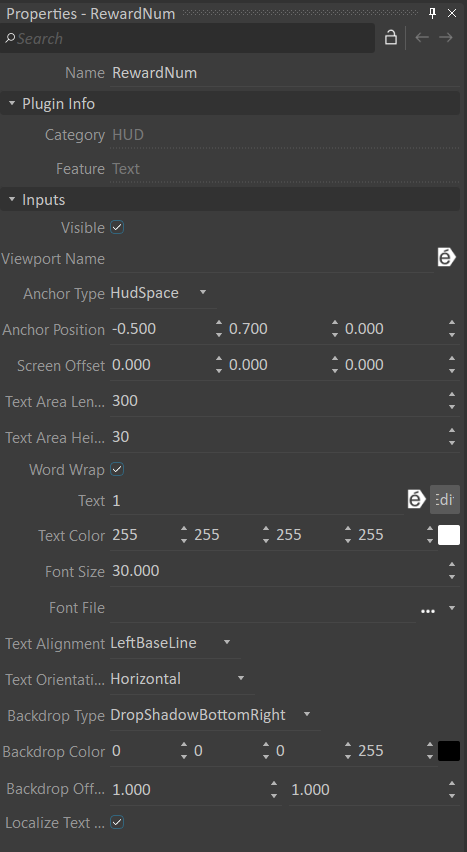 Properties - RewardNum
Search
Name RewardNum
Plugin Info
Category HUD
Feature Text
Inputs
Visible
Viewport Name é
Anchor Type HudSpace
Anchor Position -0.500 0.700 0.000
Screen Offset 0.000 0.000 0.000
Text Area Len... 300
Text Area Hei... 30
Word Wrap
Text 1 é Edit
Text Color 255 255 255 255
Font Size 30.000
Font File ...
Text Alignment LeftBaseLine
Text Orientati... Horizontal
Backdrop Type DropShadowBottomRight
Backdrop Color 0 0 0 255
Backdrop Off... 1.000 1.000
Localize Text ...